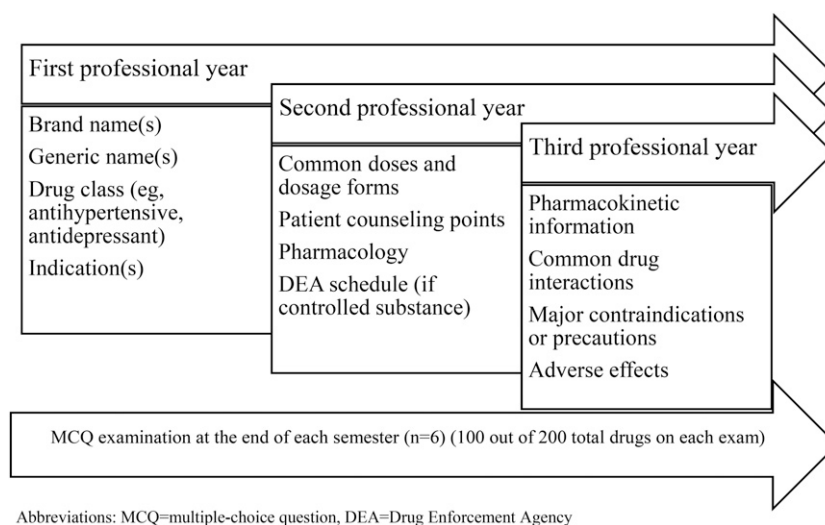 First professional year
Brand name(s)
Generic name(s)
Drug class (eg,
antihypertensive,
antidepressant)
Indication(s)
Second professional year
Common doses and
dosage forms
Patient counseling points
Pharmacology
DEA schedule (if
controlled substance)
Third professional year
Pharmacokinetic
information
Common drug
interactions
Major contraindications
or precautions
Adverse effects
MCQ examination at the end of each semester (n=6) (100 out of 200 total drugs on each exam)
Abbreviations: MCQ=multiple-choice question, DEA=Drug Enforcement Agency